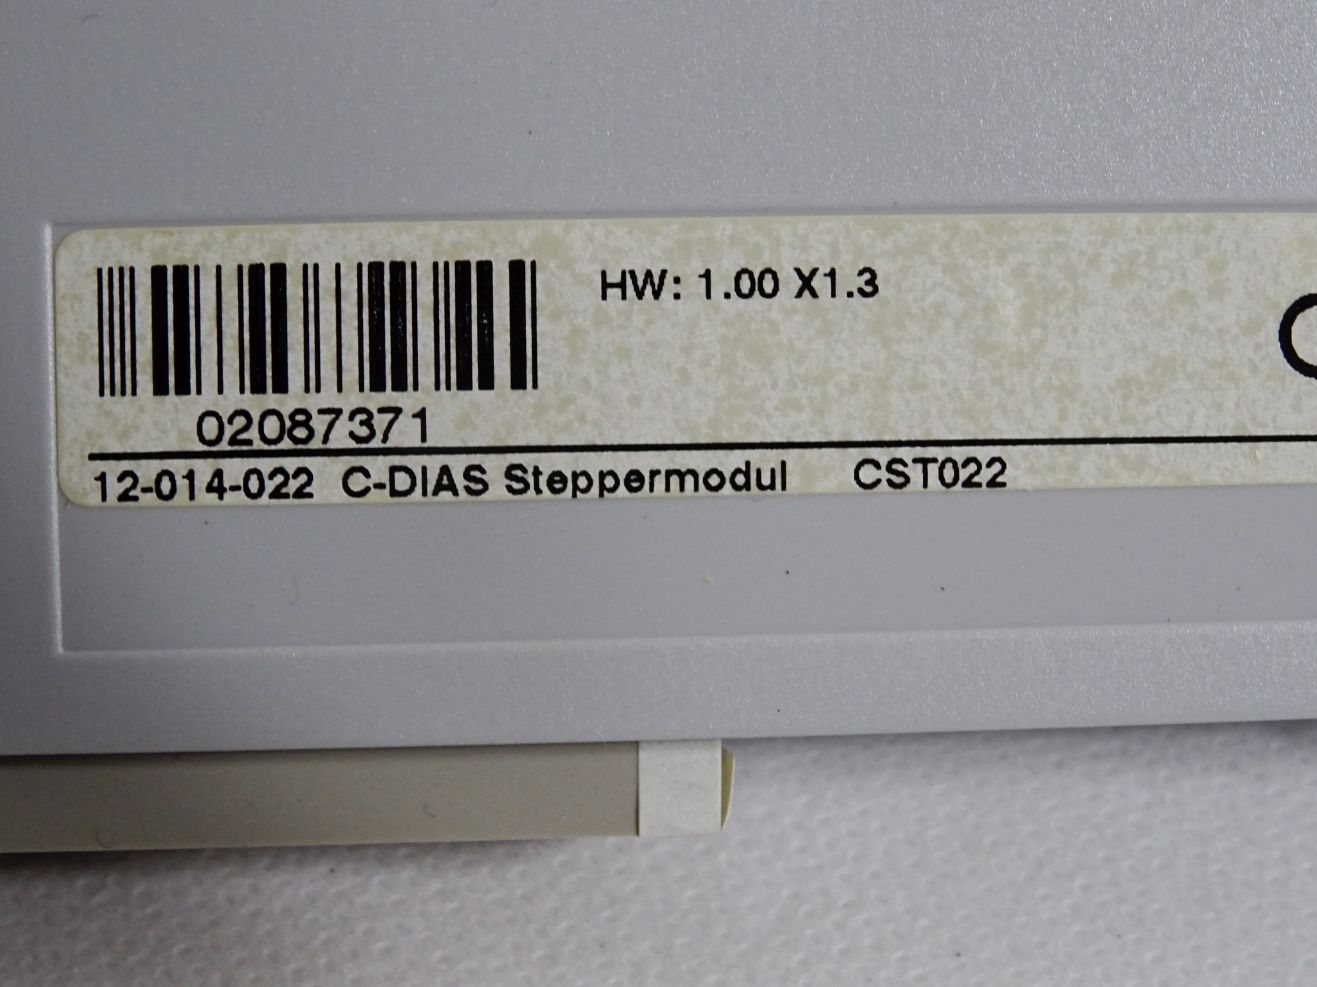 HW: 1.00 X1.3
02087371
12-014-022 C-DIAS Steppermodul CST022